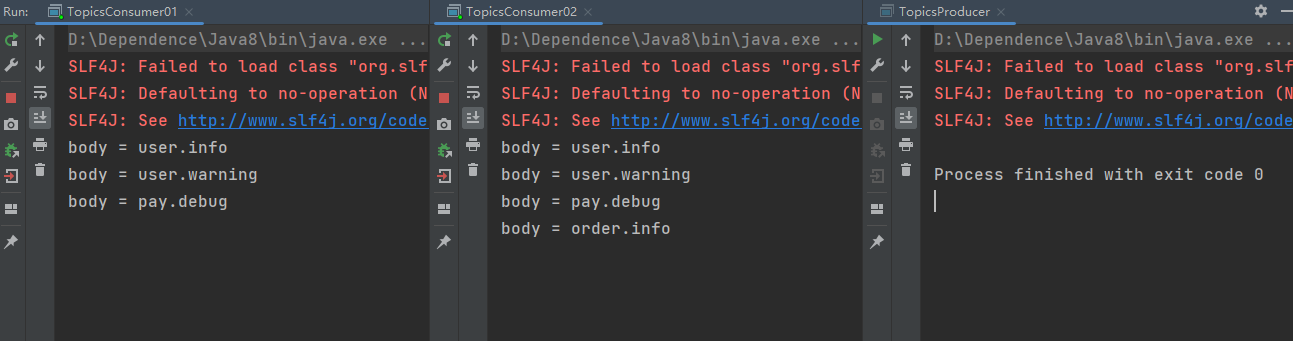 Run: TopicsConsumer01
D:\Dependence\Java8\bin\java.exe ...
SLF4J: Failed to load class "org.slf
SLF4J: Defaulting to no-operation (N
SLF4J: See http://www.slf4j.org/code
body = user.info
body = user.warning
body = pay.debug
TopicsConsumer02
D:\Dependence\Java8\bin\java.exe ...
SLF4J: Failed to load class "org.slf
SLF4J: Defaulting to no-operation (N
SLF4J: See http://www.slf4j.org/code
body = user.info
body = user.warning
body = pay.debug
body = order.info
TopicsProducer
D:\Dependence\Java8\bin\java.exe ...
SLF4J: Failed to load class "org.slf
SLF4J: Defaulting to no-operation (N
SLF4J: See http://www.slf4j.org/code
Process finished with exit code 0